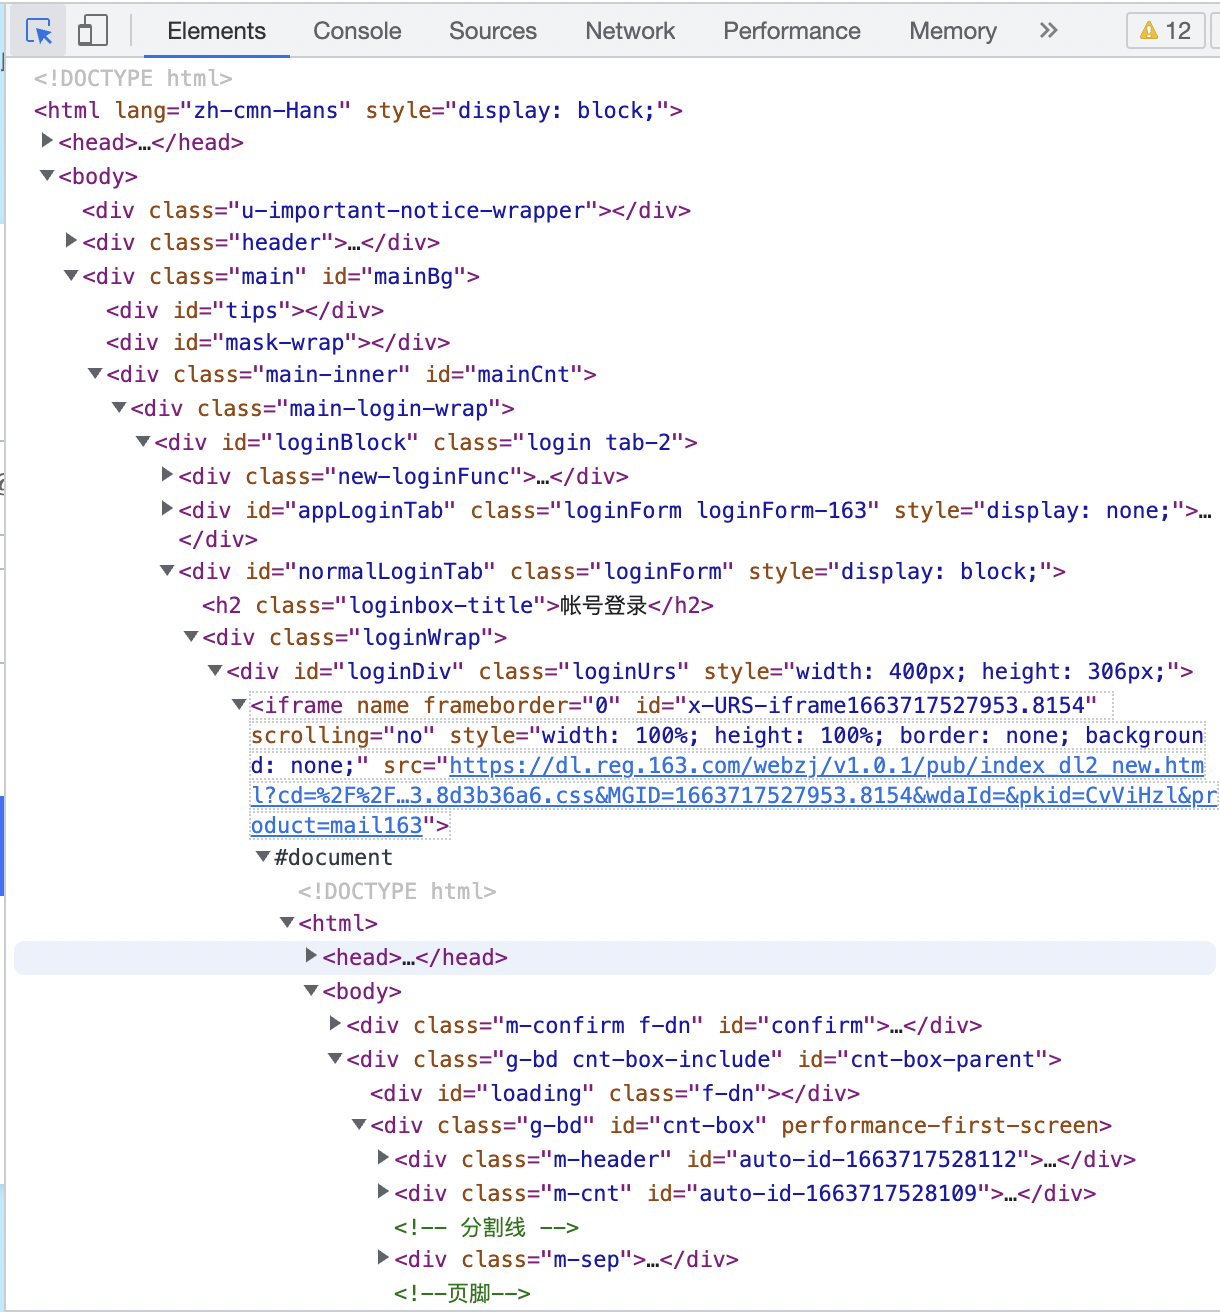 Elements Console Sources Network Performance Memory » 12
<!DOCTYPE html>
<html lang="zh-cmn-Hans" style="display: block;">
<head>…</head>
<body>
<div class="u-important-notice-wrapper"></div>
<div class="header">…</div>
<div class="main" id="mainBg">
<div id="tips"></div>
<div id="mask-wrap"></div>
<div class="main-inner" id="mainCnt">
<div class="main-login-wrap">
<div id="loginBlock" class="login tab-2">
<div class="new-loginFunc">…</div>
<div id="appLoginTab" class="loginForm loginForm-163" style="display: none;">…
</div>
<div id="normalLoginTab" class="loginForm" style="display: block;">
<h2 class="loginbox-title">帐号登录</h2>
<div class="loginWrap">
<div id="loginDiv" class="loginUrs" style="width: 400px; height: 306px;">
<iframe name frameborder="0" id="x-URS-iframe1663717527953.8154"
scrolling="no" style="width: 100%; height: 100%; border: none; backgroun
d: none;" src="https://dl.reg.163.com/webzj/v1.0.1/pub/index_dl2_new.htm
l?cd=%2F%2F…3.8d3b36a6.css&MGID=1663717527953.8154&wdaId=&pkid=CvViHzl&pr
oduct=mail163">
#document
<!DOCTYPE html>
<html>
<head>…</head>
<body>
<div class="m-confirm f-dn" id="confirm">…</div>
<div class="g-bd cnt-box-include" id="cnt-box-parent">
<div id="loading" class="f-dn"></div>
<div class="g-bd" id="cnt-box" performance-first-screen>
<div class="m-header" id="auto-id-1663717528112">…</div>
<div class="m-cnt" id="auto-id-1663717528109">…</div>
<!-- 分割线 -->
<div class="m-sep">…</div>
<!--页脚-->